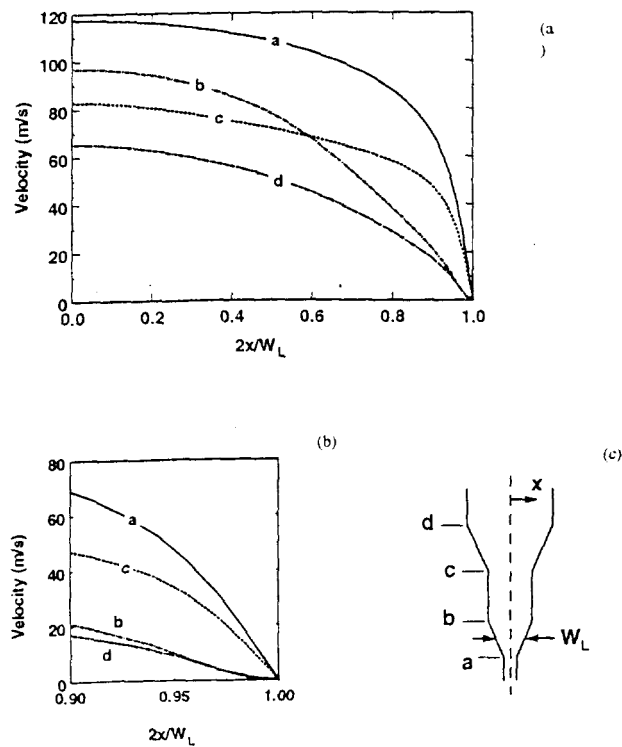 (a
)
120
100
80
60
40
20
0
Velocity (m/s)
a
b
c
d
0.0 0.2 0.4 0.6 0.8 1.0
2x/W_L
(b)
80
60
40
20
0
Velocity (m/s)
a
c
b
d
0.90 0.95 1.00
2x/W_L
(c)
x
d
c
b
W_L
a